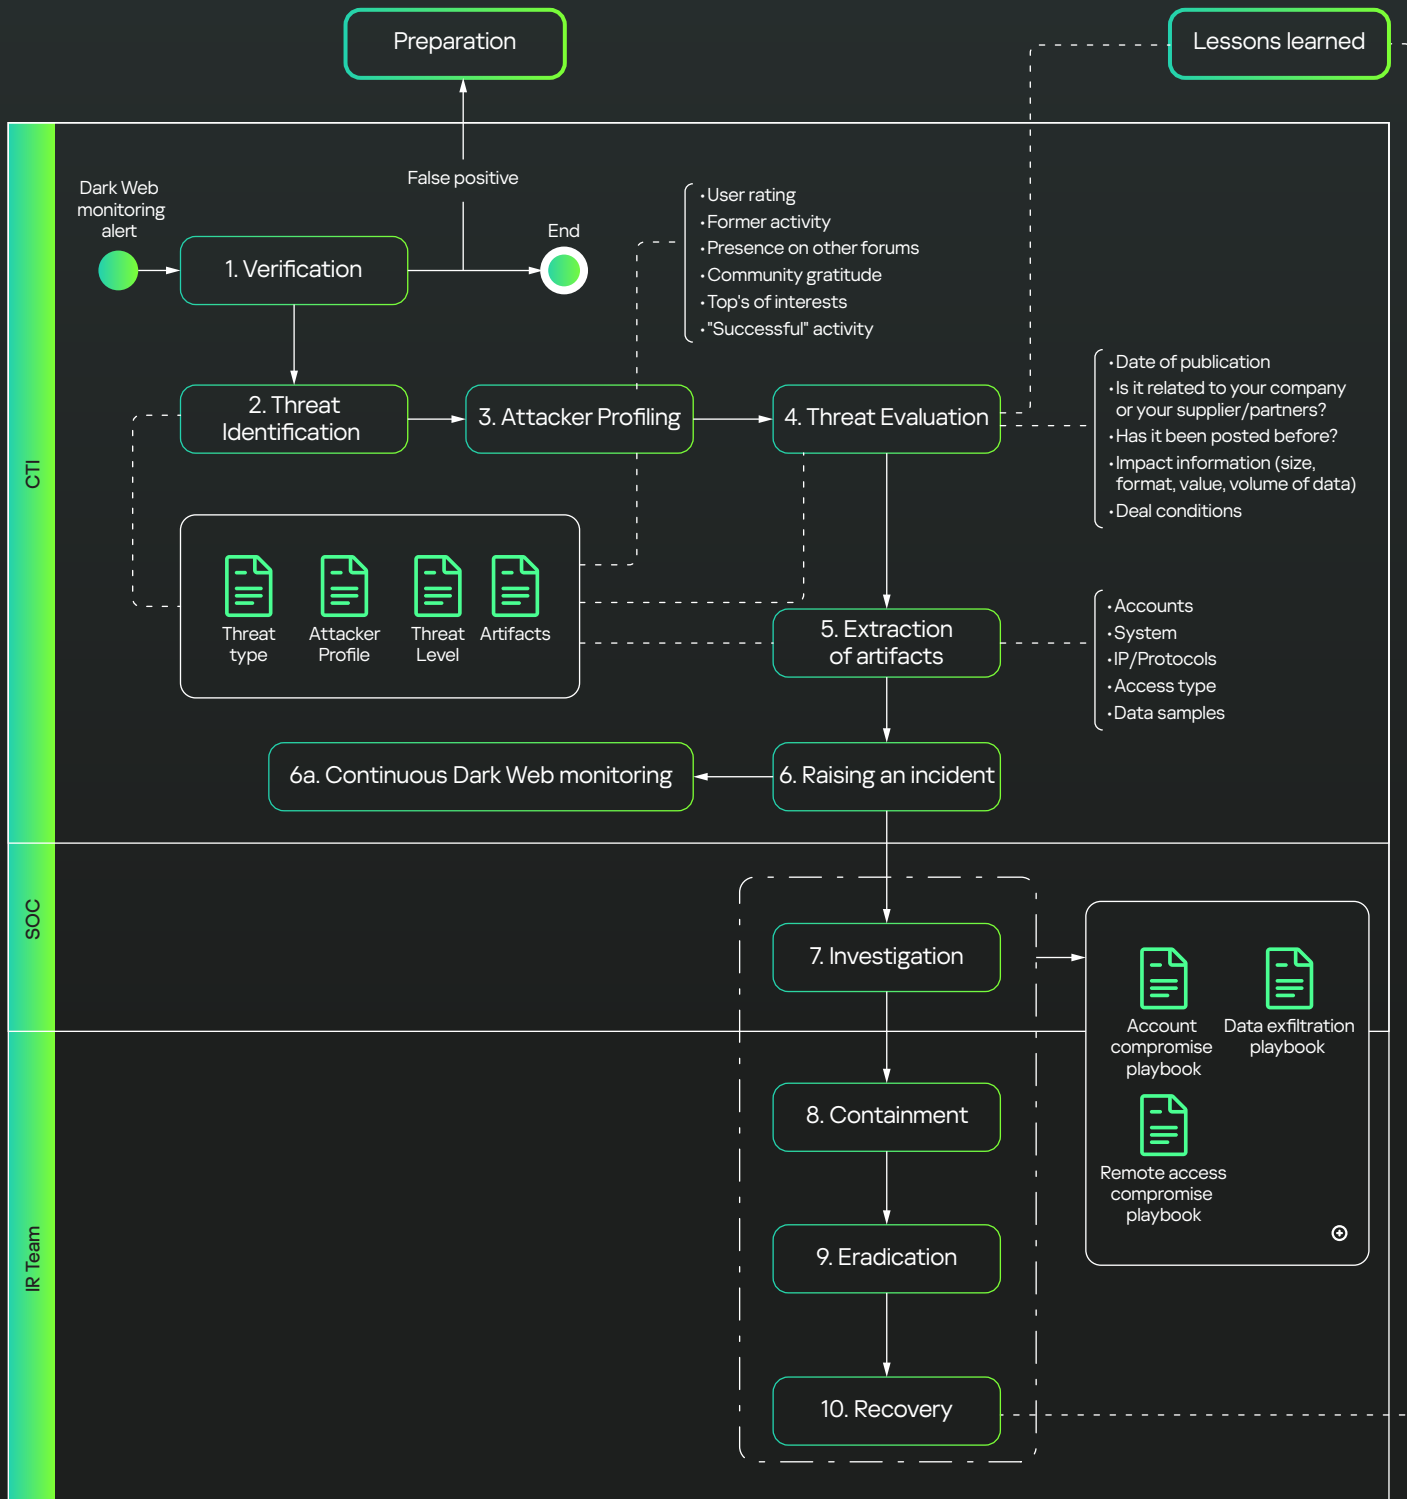 Preparation
Lessons learned
False positive
Dark Web
monitoring
alert
1. Verification
End
•User rating
•Former activity
•Presence on other forums
•Community gratitude
•Top's of interests
•"Successful" activity
2. Threat
Identification
3. Attacker Profiling
4. Threat Evaluation
•Date of publication
•Is it related to your company
or your supplier/partners?
•Has it been posted before?
•Impact information (size,
format, value, volume of data)
•Deal conditions
CTI
Threat
type
Attacker
Profile
Threat
Level
Artifacts
5. Extraction
of artifacts
•Accounts
•System
•IP/Protocols
•Access type
•Data samples
6a. Continuous Dark Web monitoring
6. Raising an incident
SOC
7. Investigation
Account
compromise
playbook
Data exfiltration
playbook
Remote access
compromise
playbook
IR Team
8. Containment
9. Eradication
10. Recovery